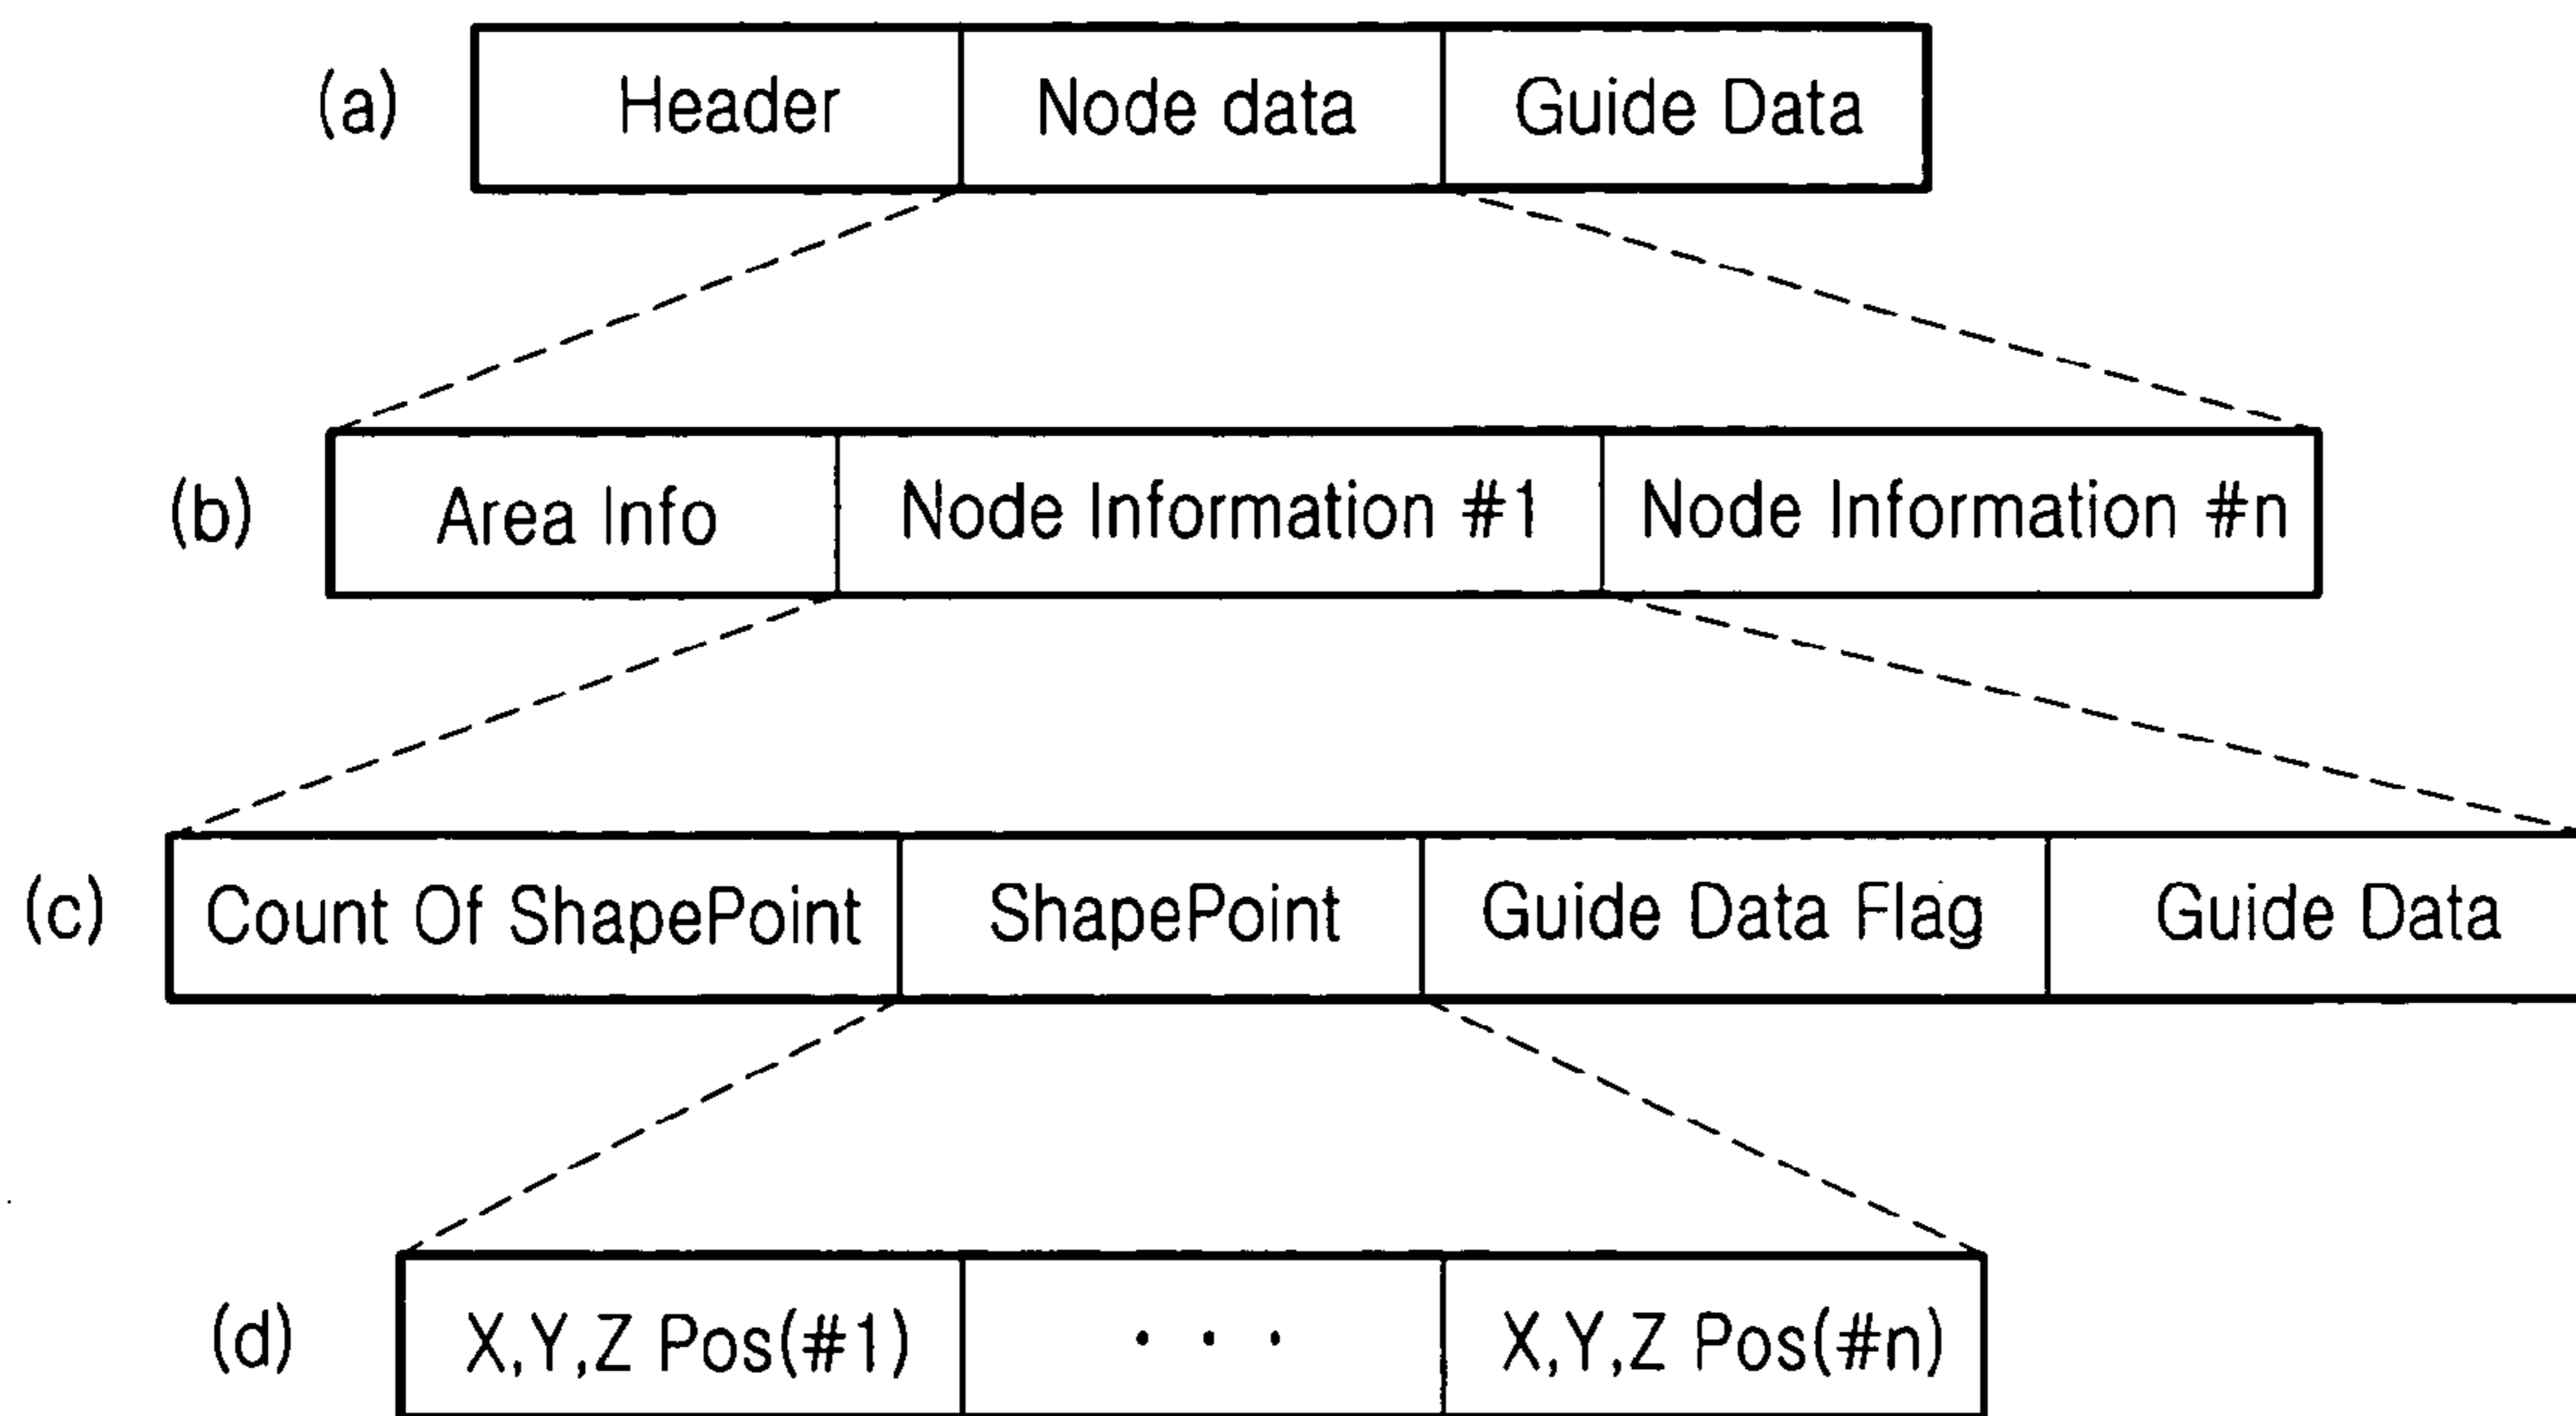 (a) Header Node data Guide Data
(b) Area Info Node Information #1 Node Information #n
(c) Count Of ShapePoint ShapePoint Guide Data Flag Guide Data
(d) X,Y,Z Pos(#1) • • • X,Y,Z Pos(#n)